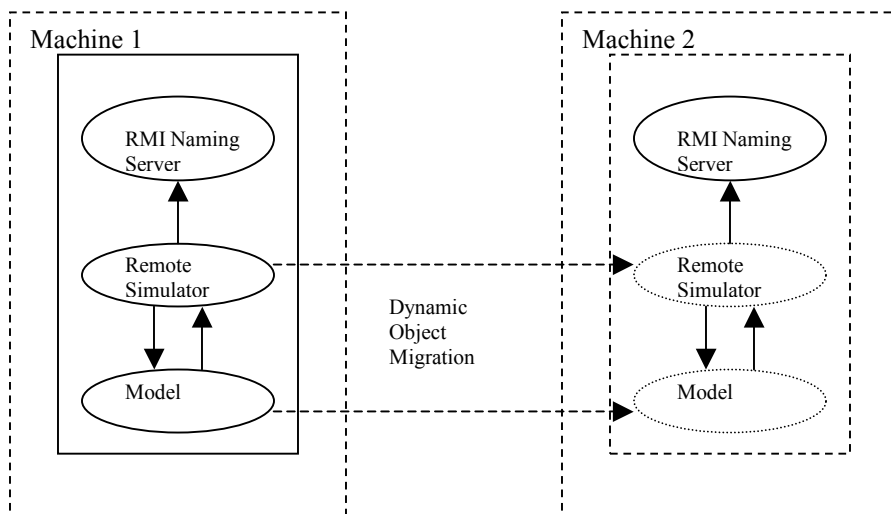 Machine 1
RMI Naming
Server
Remote
Simulator
Model
Dynamic
Object
Migration
Machine 2
RMI Naming
Server
Remote
Simulator
Model